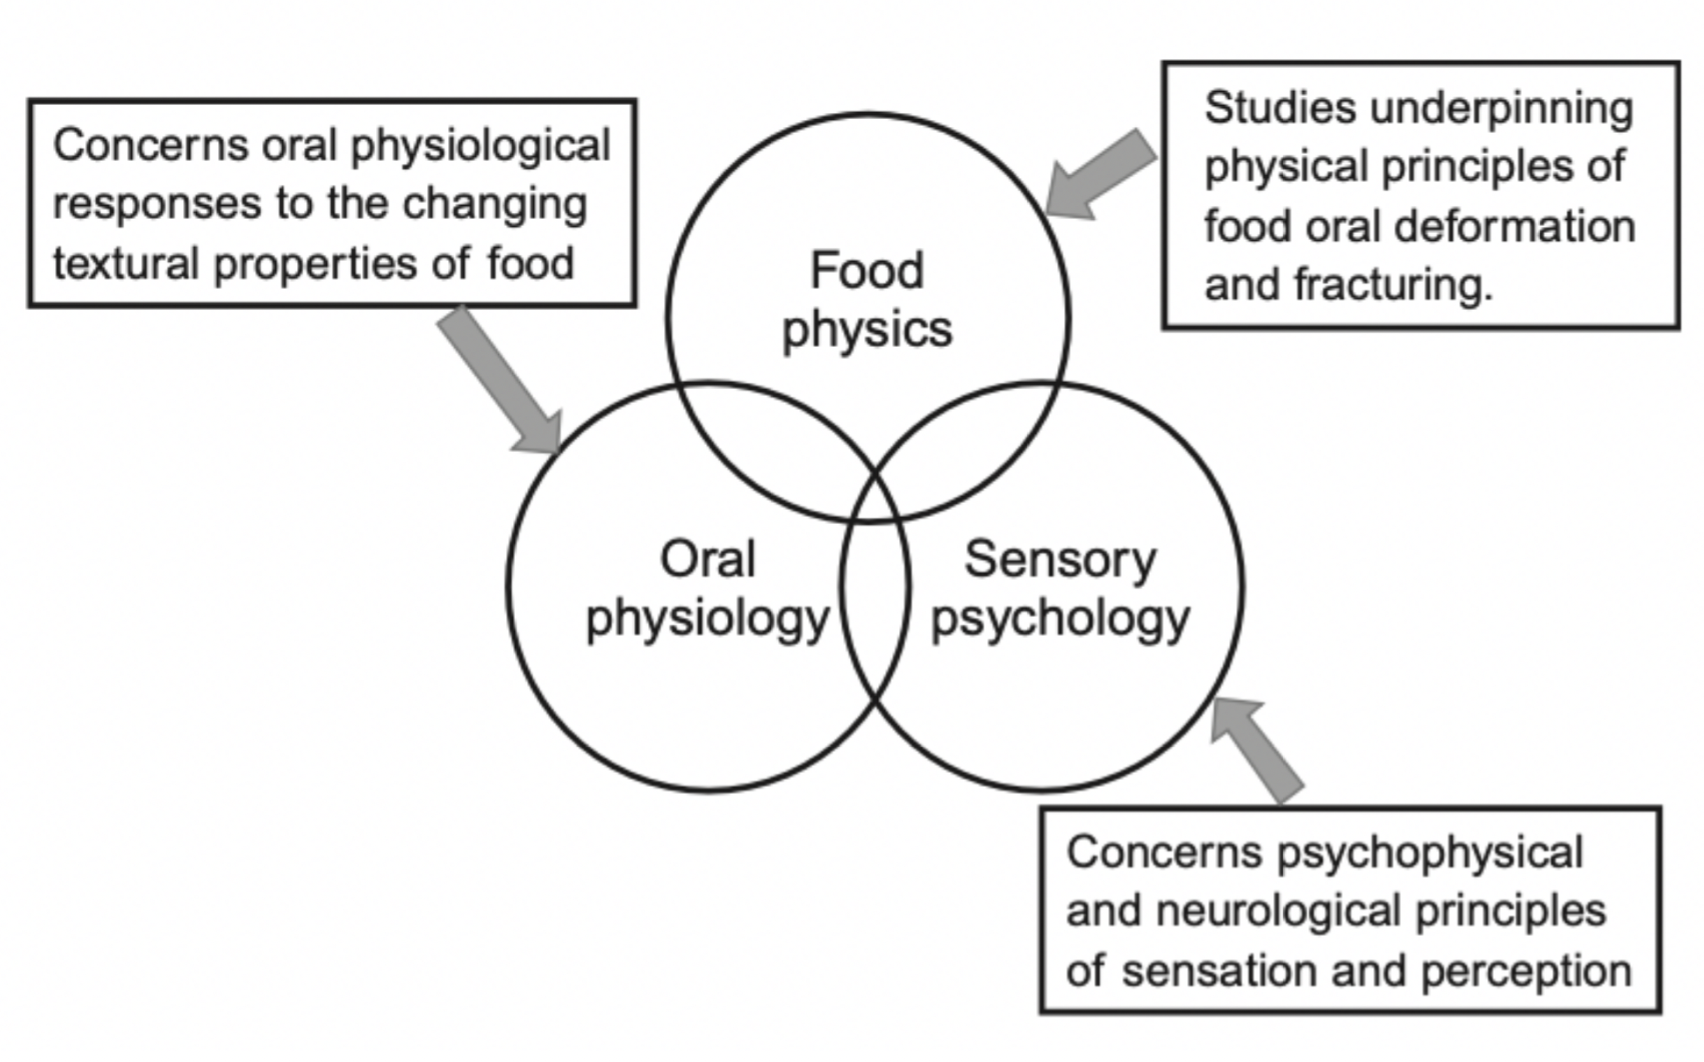 Concerns oral physiological
responses to the changing
textural properties of food
Studies underpinning
physical principles of
food oral deformation
and fracturing.
Food
physics
Oral
physiology
Sensory
psychology
Concerns psychophysical
and neurological principles
of sensation and perception